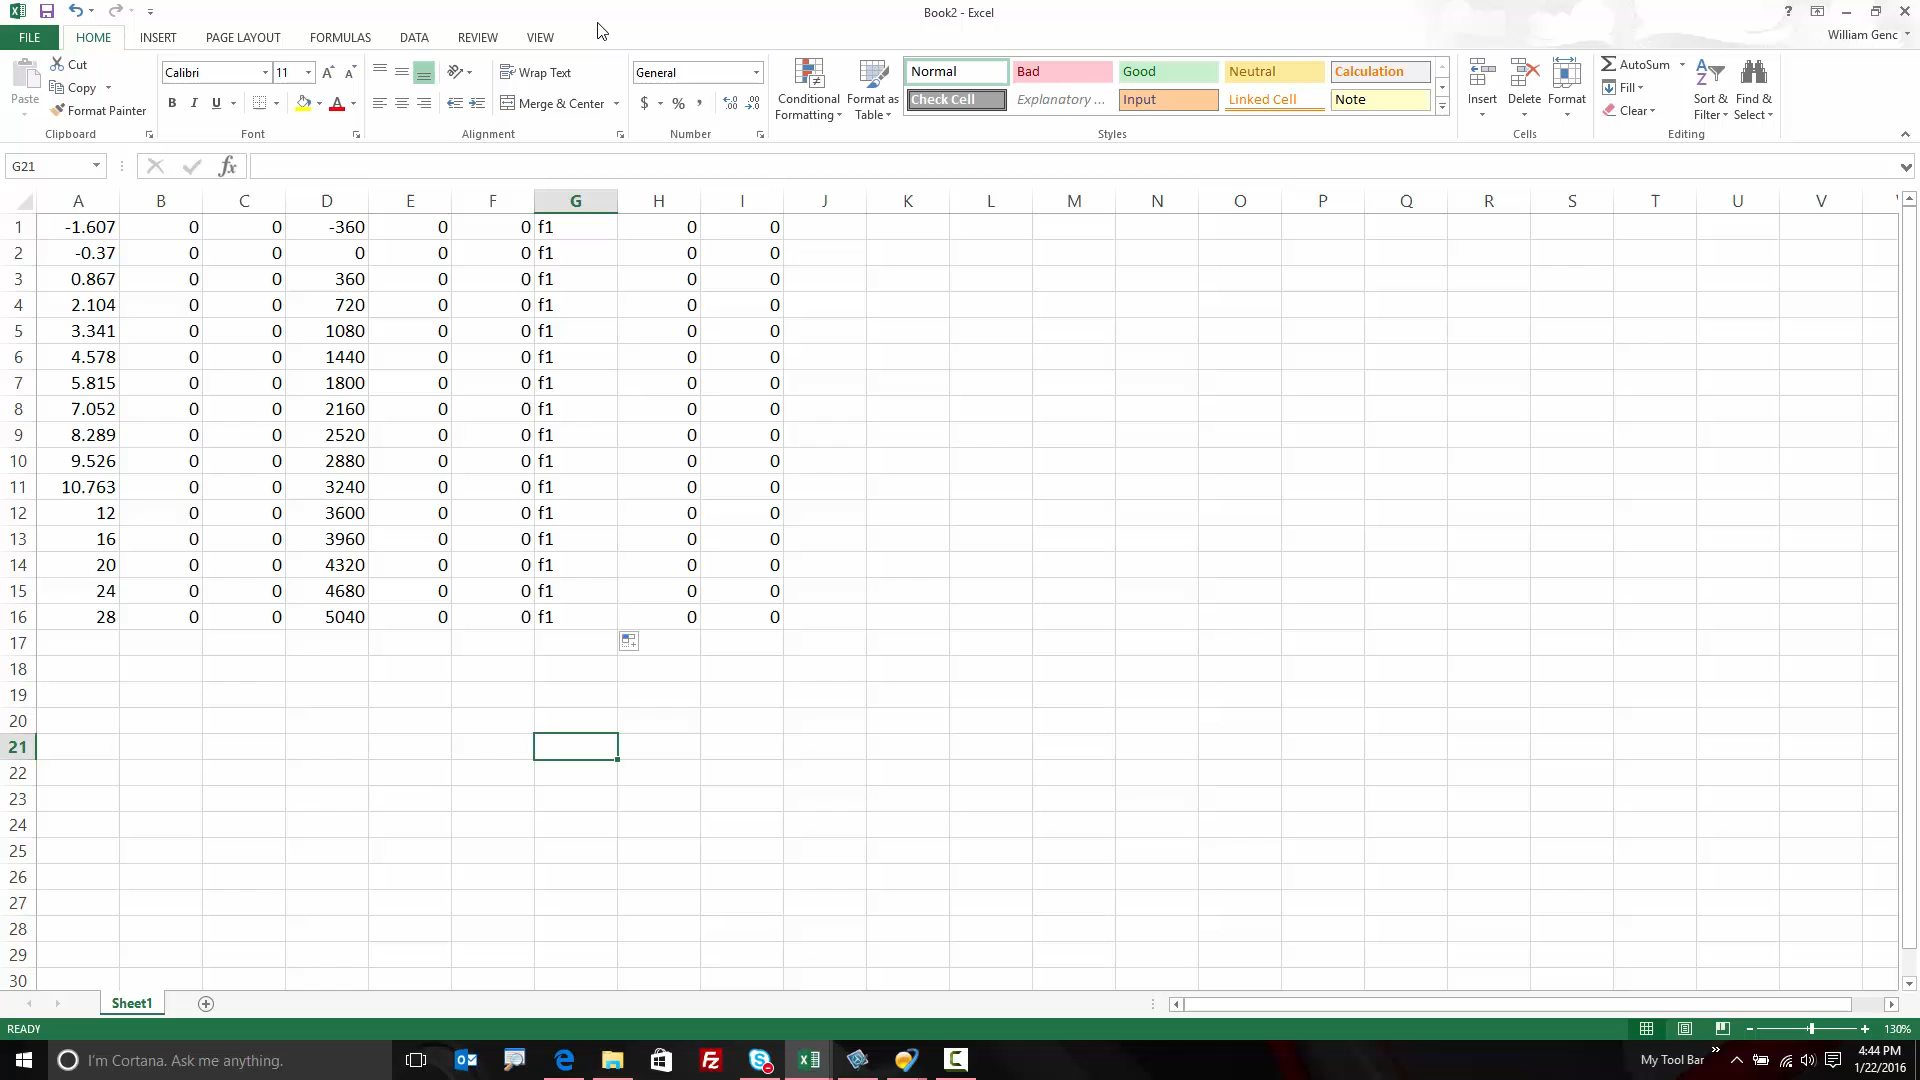 Book2 - Excel
FILE HOME INSERT PAGE LAYOUT FORMULAS DATA REVIEW VIEW William Genc
Paste Cut Copy Format Painter Clipboard
Calibri 11 B I U Font
Wrap Text Merge & Center Alignment
General $ % Number
Conditional Formatting Format as Table
Normal Bad Good Neutral Calculation
Check Cell Explanatory ... Input Linked Cell Note
Styles
Insert Delete Format Cells
AutoSum Fill Clear Sort & Filter Find & Select Editing
G21 fx
A B C D E F G H I J K L M N O P Q R S T U V
1 -1.607 0 0 -360 0 0 f1 0 0
2 -0.37 0 0 0 0 0 f1 0 0
3 0.867 0 0 360 0 0 f1 0 0
4 2.104 0 0 720 0 0 f1 0 0
5 3.341 0 0 1080 0 0 f1 0 0
6 4.578 0 0 1440 0 0 f1 0 0
7 5.815 0 0 1800 0 0 f1 0 0
8 7.052 0 0 2160 0 0 f1 0 0
9 8.289 0 0 2520 0 0 f1 0 0
10 9.526 0 0 2880 0 0 f1 0 0
11 10.763 0 0 3240 0 0 f1 0 0
12 12 0 0 3600 0 0 f1 0 0
13 16 0 0 3960 0 0 f1 0 0
14 20 0 0 4320 0 0 f1 0 0
15 24 0 0 4680 0 0 f1 0 0
16 28 0 0 5040 0 0 f1 0 0
17
18
19
20
21
22
23
24
25
26
27
28
29
30
Sheet1
READY 130%
I'm Cortana. Ask me anything. My Tool Bar 4:44 PM
1/22/2016